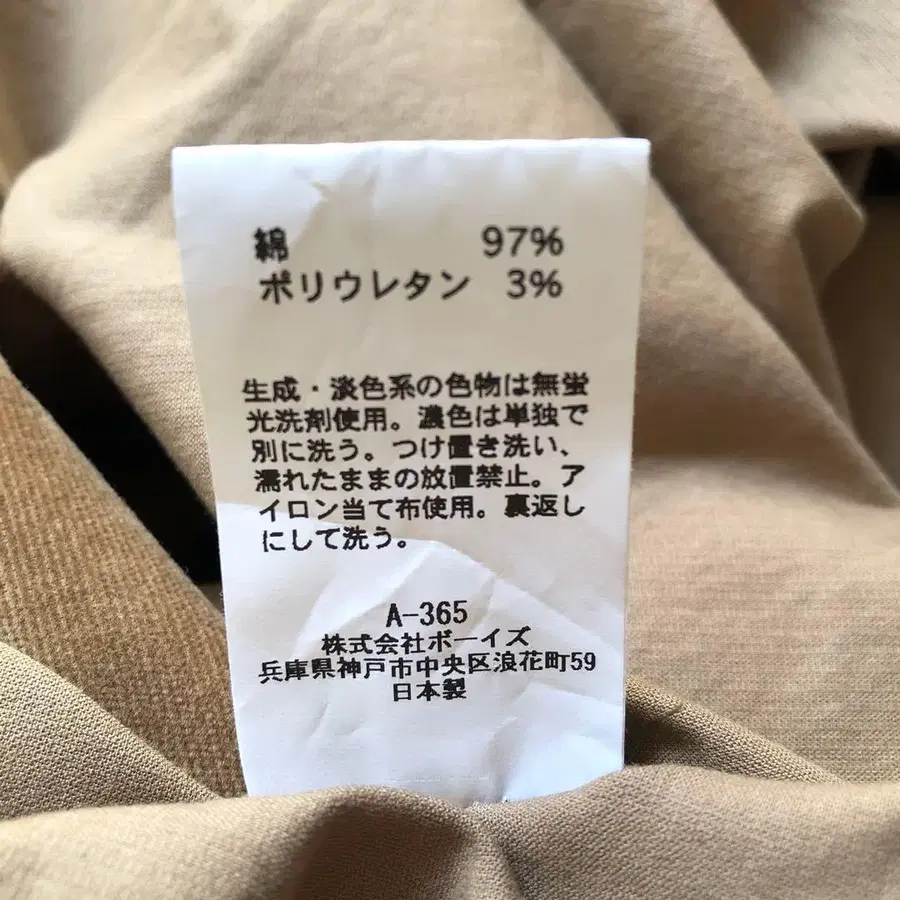 綿 97%
ポリウレタン 3%
生成・淡色系の色物は無蛍
光洗剤使用。濃色は単独で
別に洗う。つけ置き洗い、
濡れたままの放置禁止。ア
イロン当て布使用。裏返し
にして洗う。
A-365
株式会社ボーイズ
兵庫県神戸市中央区浪花町59
日本製